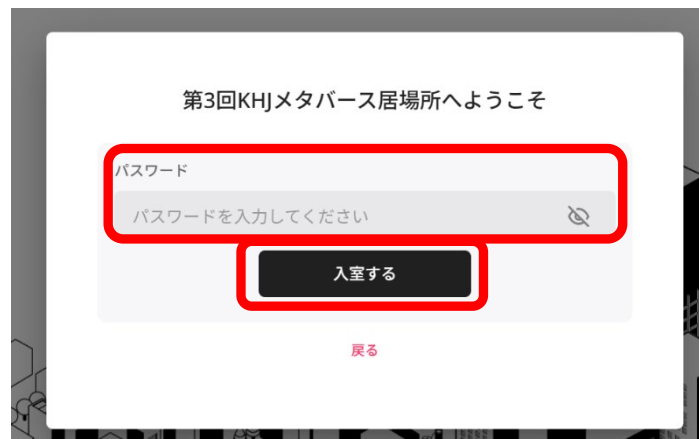 第3回KHJメタバース居場所へようこそ
パスワード
パスワードを入力してください
入室する
戻る